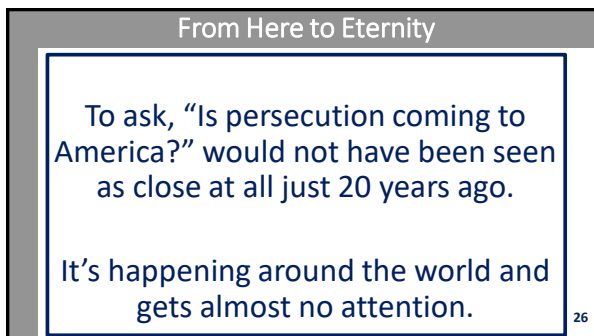 From Here to Eternity
To ask, “Is persecution coming to
America?” would not have been seen
as close at all just 20 years ago.
It’s happening around the world and
gets almost no attention.
26